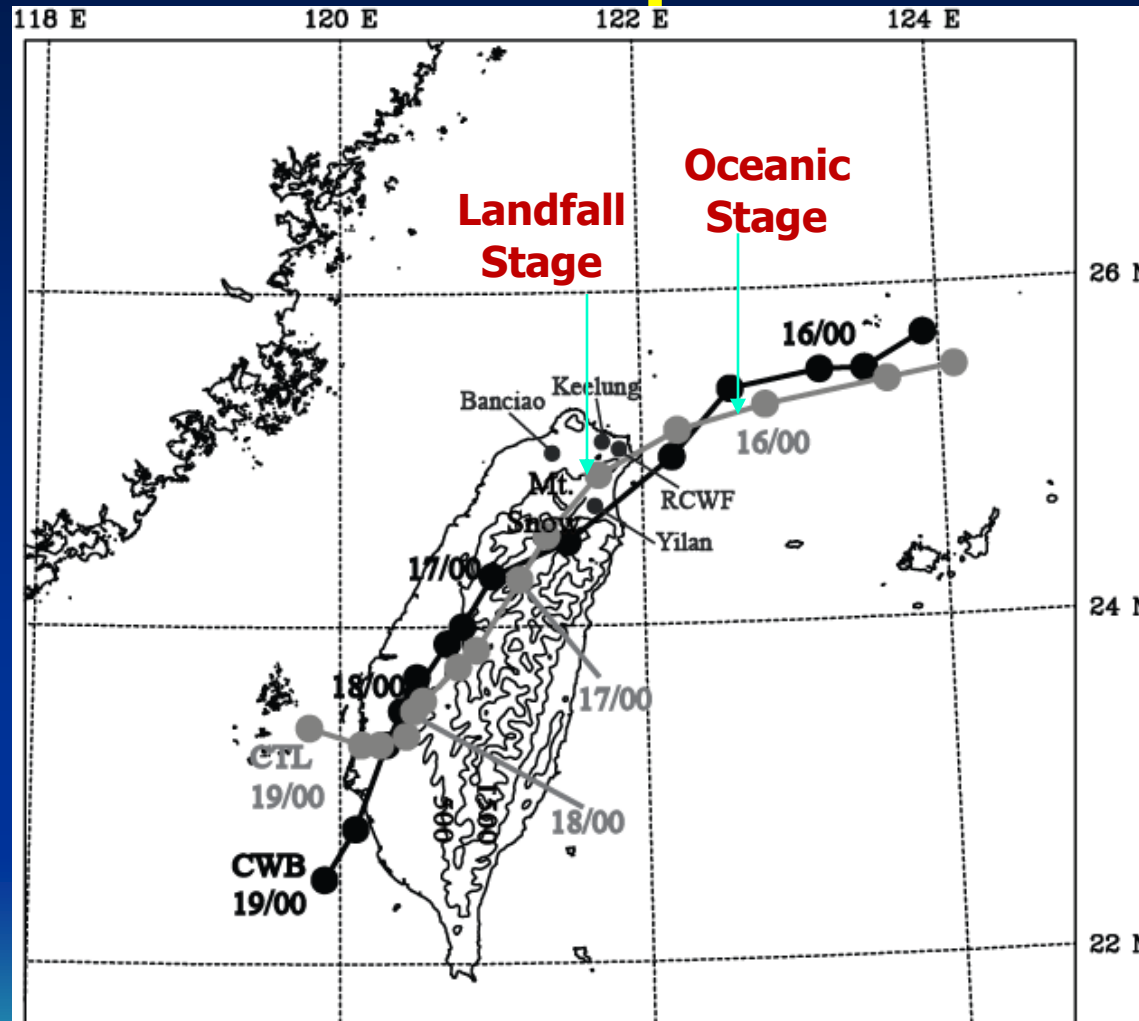 118 E
120 E
122 E
124 E
Oceanic
Stage
Landfall
Stage
26 N
16/00
Keelung
Banciao
16/00
Mt.
RCWF
Snow
Yilan
17/00
24 N
18/00
17/00
CTL
19/00
500
1500
18/00
CWB
19/00
22 N